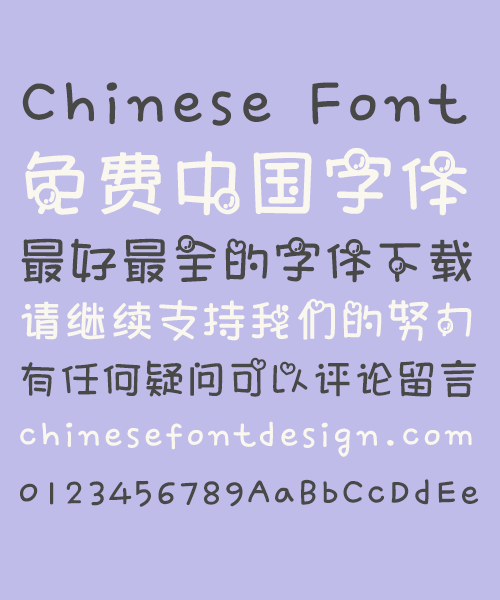 Chinese Font
免费中国字体
最好最全的字体下载
请继续支持我们的努力
有任何疑问可以评论留言
chinesefontdesign.com
0123456789AaBbCcDdEe